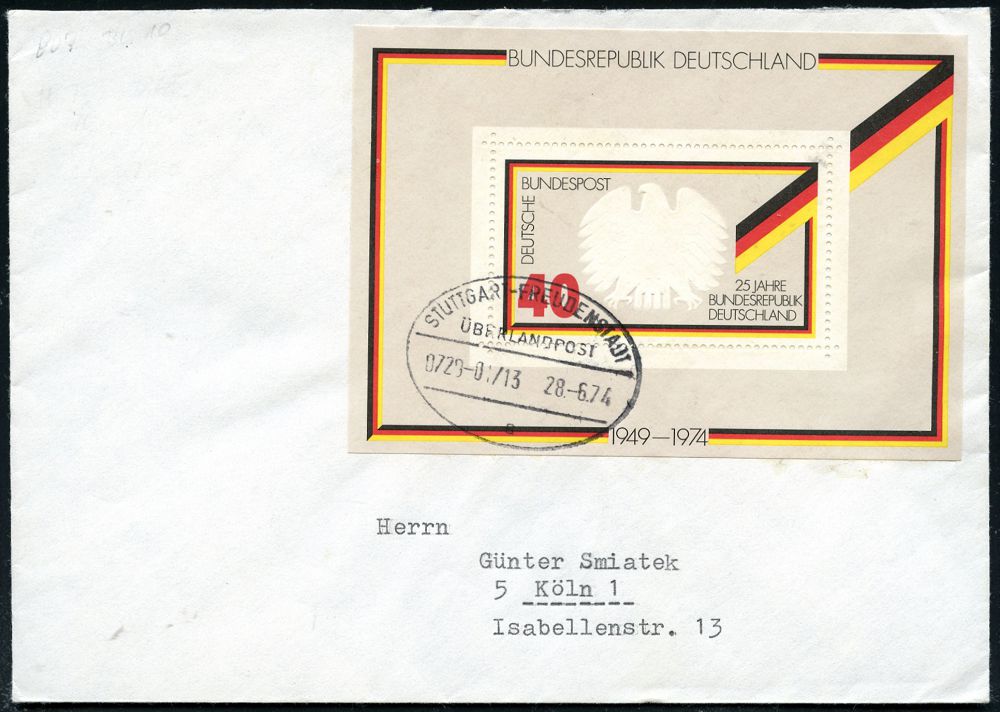 BUNDESREPUBLIK DEUTSCHLAND
DEUTSCHE BUNDESPOST
40
25 JAHRE
BUNDESREPUBLIK
DEUTSCHLAND
STUTTGART-FREUDENSTADT
ÜBERLANDPOST
28.-6.74
a
1949–1974
Herrn
Günter Smiatek
5 Köln 1
Isabellenstr. 13